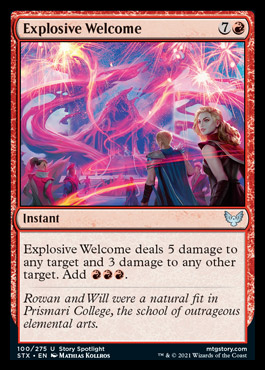 Explosive Welcome 7
Instant
Explosive Welcome deals 5 damage to
any target and 3 damage to any other
target. Add
Rowan and Will were a natural fit in
Prismari College, the school of outrageous
elemental arts.
100/275 U Story Spotlight mtgstory.com
STX • EN Mathias Kollros ™ & © 2021 Wizards of the Coast